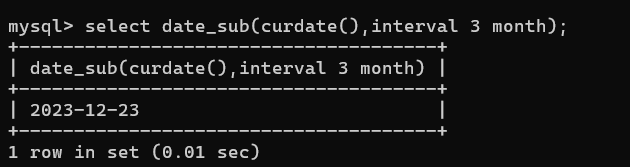 mysql> select date_sub(curdate(),interval 3 month);
+-------------------------------------+
| date_sub(curdate(),interval 3 month) |
+-------------------------------------+
| 2023-12-23                          |
+-------------------------------------+
1 row in set (0.01 sec)